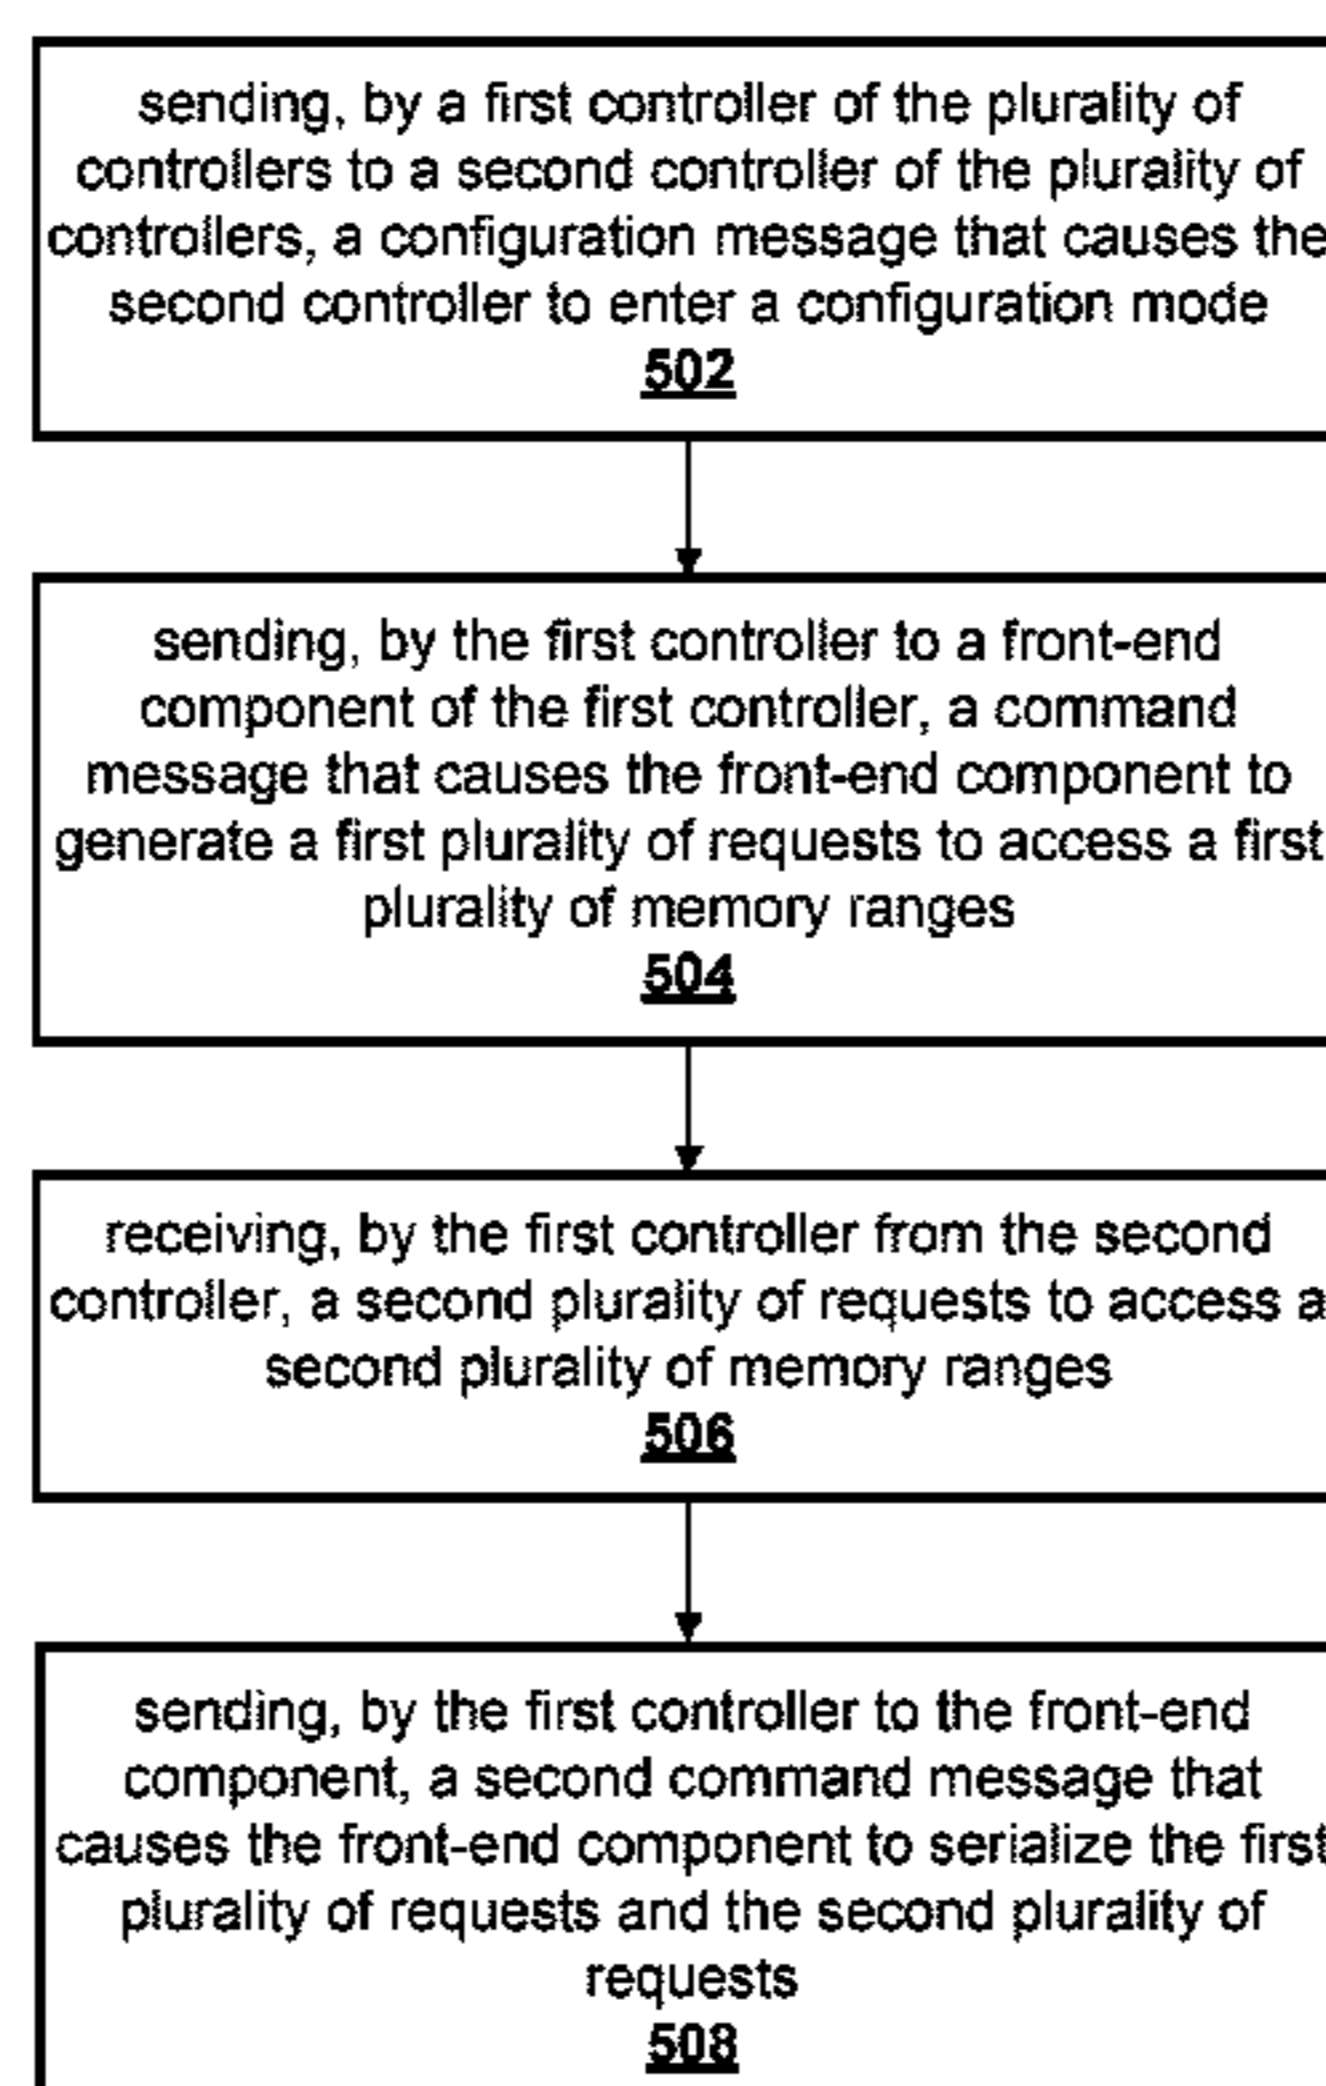 sending, by a first controller of the plurality of
controllers to a second controller of the plurality of
controllers, a configuration message that causes the
second controller to enter a configuration mode
502
sending, by the first controller to a front-end
component of the first controller, a command
message that causes the front-end component to
generate a first plurality of requests to access a first
plurality of memory ranges
504
receiving, by the first controller from the second
controller, a second plurality of requests to access a
second plurality of memory ranges
506
sending, by the first controller to the front-end
component, a second command message that
causes the front-end component to serialize the first
plurality of requests and the second plurality of
requests
508